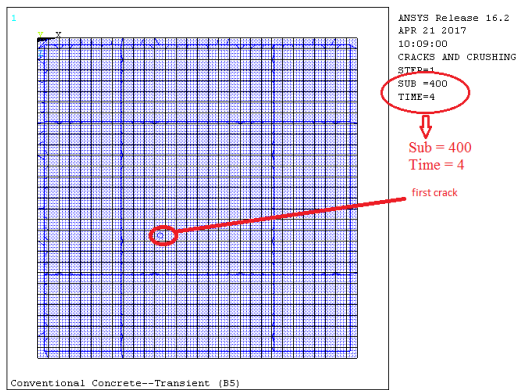 1
Y X
ANSYS Release 16.2
APR 21 2017
10:09:00
CRACKS AND CRUSHING
STEP=1
SUB =400
TIME=4
Sub = 400
Time = 4
first crack
Conventional Concrete--Transient (B5)